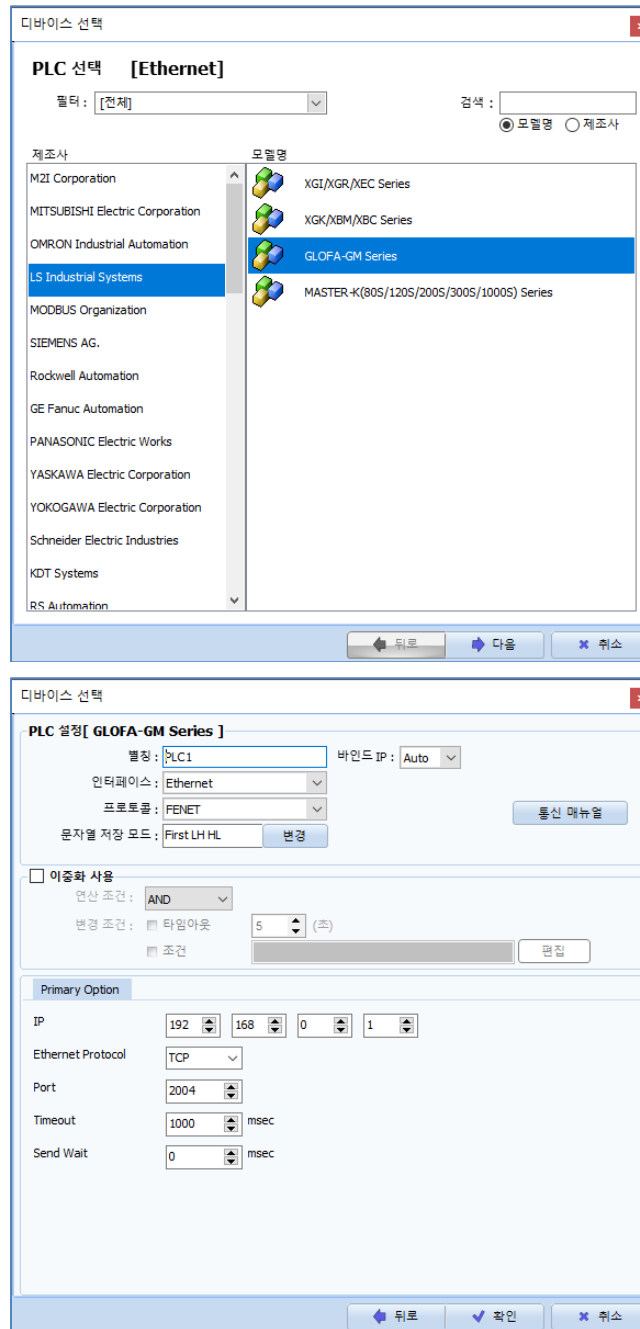 디바이스 선택
PLC 선택 [Ethernet]
필터 : [전체] 검색 :
모델명 제조사
제조사 모델명
M2I Corporation
MITSUBISHI Electric Corporation
OMRON Industrial Automation
LS Industrial Systems
MODBUS Organization
SIEMENS AG.
Rockwell Automation
GE Fanuc Automation
PANASONIC Electric Works
YASKAWA Electric Corporation
YOKOGAWA Electric Corporation
Schneider Electric Industries
KDT Systems
RS Automation
XGI/XGR/XEC Series
XGK/XBM/XBC Series
GLOFA-GM Series
MASTER-K(80S/120S/200S/300S/1000S) Series
뒤로 다음 취소
디바이스 선택
PLC 설정[ GLOFA-GM Series ]
별칭 : PLC1 바인드 IP : Auto
인터페이스 : Ethernet
프로토콜 : FENET 통신 매뉴얼
문자열 저장 모드 : First LH HL 변경
이중화 사용
연산 조건 : AND
변경 조건 : 타임아웃 5 (초)
조건 편집
Primary Option
IP 192 168 0 1
Ethernet Protocol TCP
Port 2004
Timeout 1000 msec
Send Wait 0 msec
뒤로 확인 취소